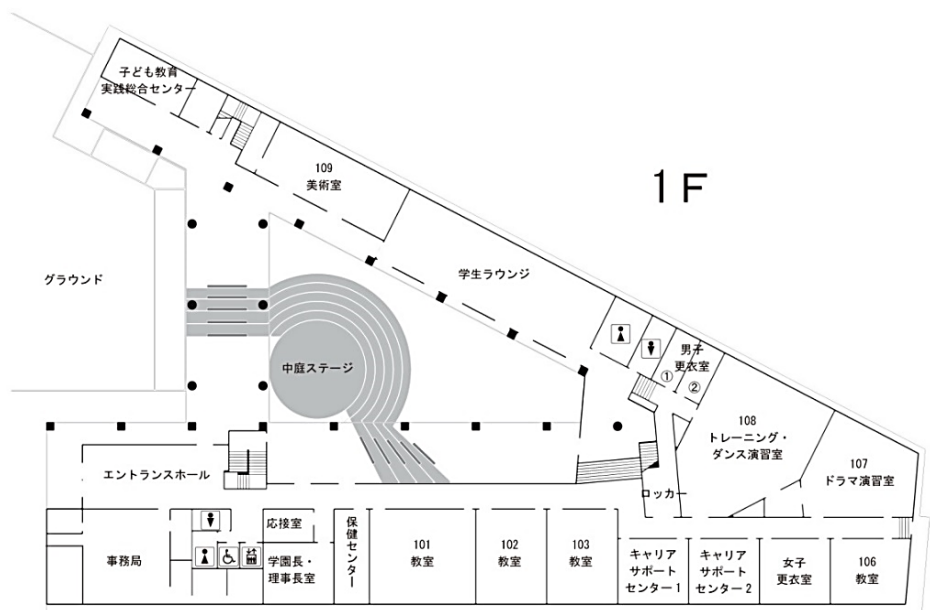 子ども教育
実践総合センター
109
美術室
1F
グラウンド
学生ラウンジ
中庭ステージ
男子
更衣室
①
②
108
トレーニング・
ダンス演習室
107
ドラマ演習室
エントランスホール
ロッカー
事務局
応接室
学園長・
理事長室
保健センター
101
教室
102
教室
103
教室
キャリア
サポート
センター1
キャリア
サポート
センター2
女子
更衣室
106
教室